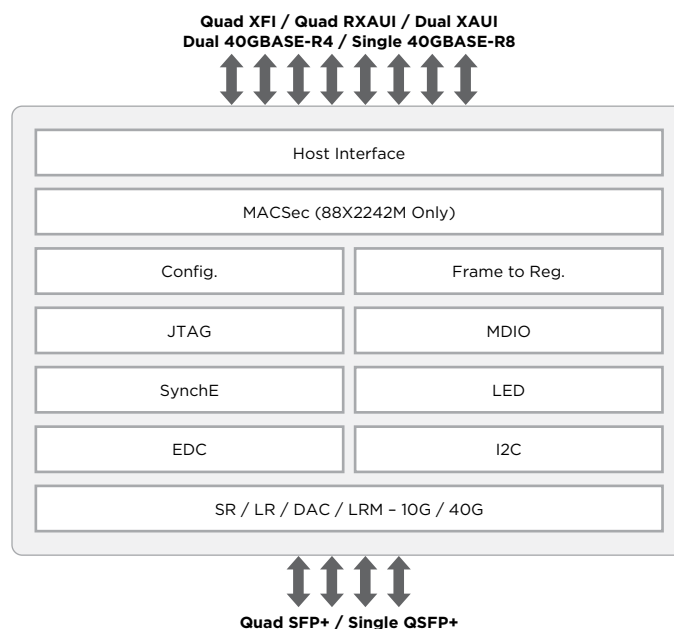 Quad XFI / Quad RXAUI / Dual XAUI
Dual 40GBASE-R4 / Single 40GBASE-R8
Host Interface
MACSec (88X2242M Only)
Config.
Frame to Reg.
JTAG
MDIO
SynchE
LED
EDC
I2C
SR / LR / DAC / LRM – 10G / 40G
Quad SFP+ / Single QSFP+